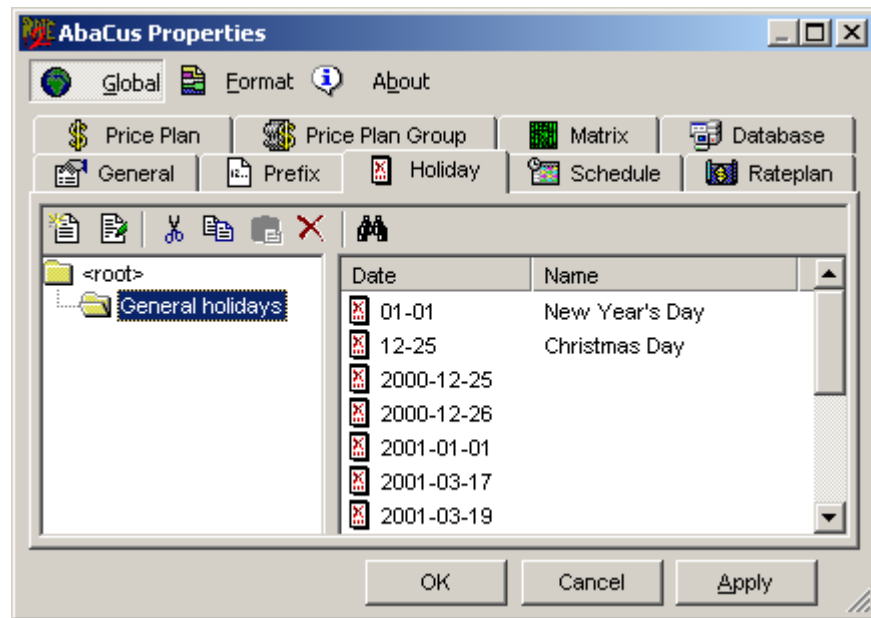 AbaCus Properties
Global Format About
Price Plan Price Plan Group Matrix Database
General Prefix Holiday Schedule Rateplan
<root> Date Name
General holidays 01-01 New Year's Day
12-25 Christmas Day
2000-12-25
2000-12-26
2001-01-01
2001-03-17
2001-03-19
OK Cancel Apply